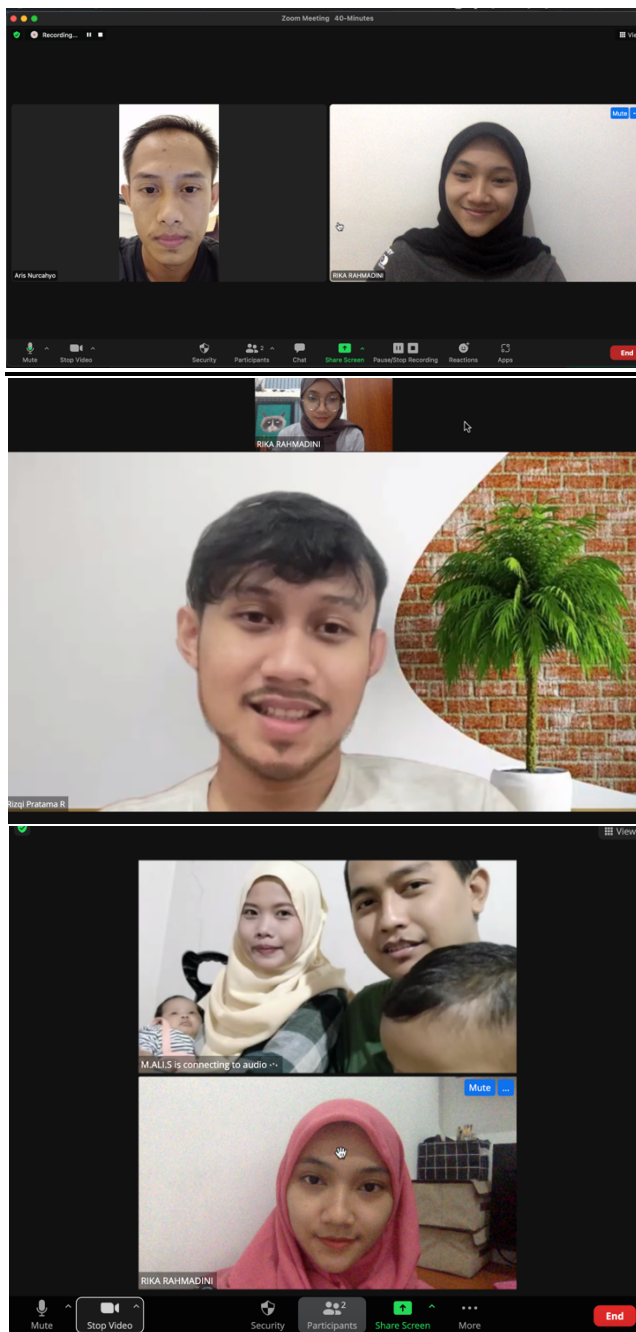 Zoom Meeting 40-Minutes
Recording...
Mute
Aris Nurcahyo
RIKA RAHMADINI
Mute
Stop Video
Security
Participants
2
Chat
Share Screen
Pause/Stop Recording
Reactions
Apps
End
RIKA RAHMADINI
Rizqi Pratama R
View
M.ALI.S is connecting to audio
Mute
...
RIKA RAHMADINI
Mute
Stop Video
Security
Participants
2
Share Screen
More
End